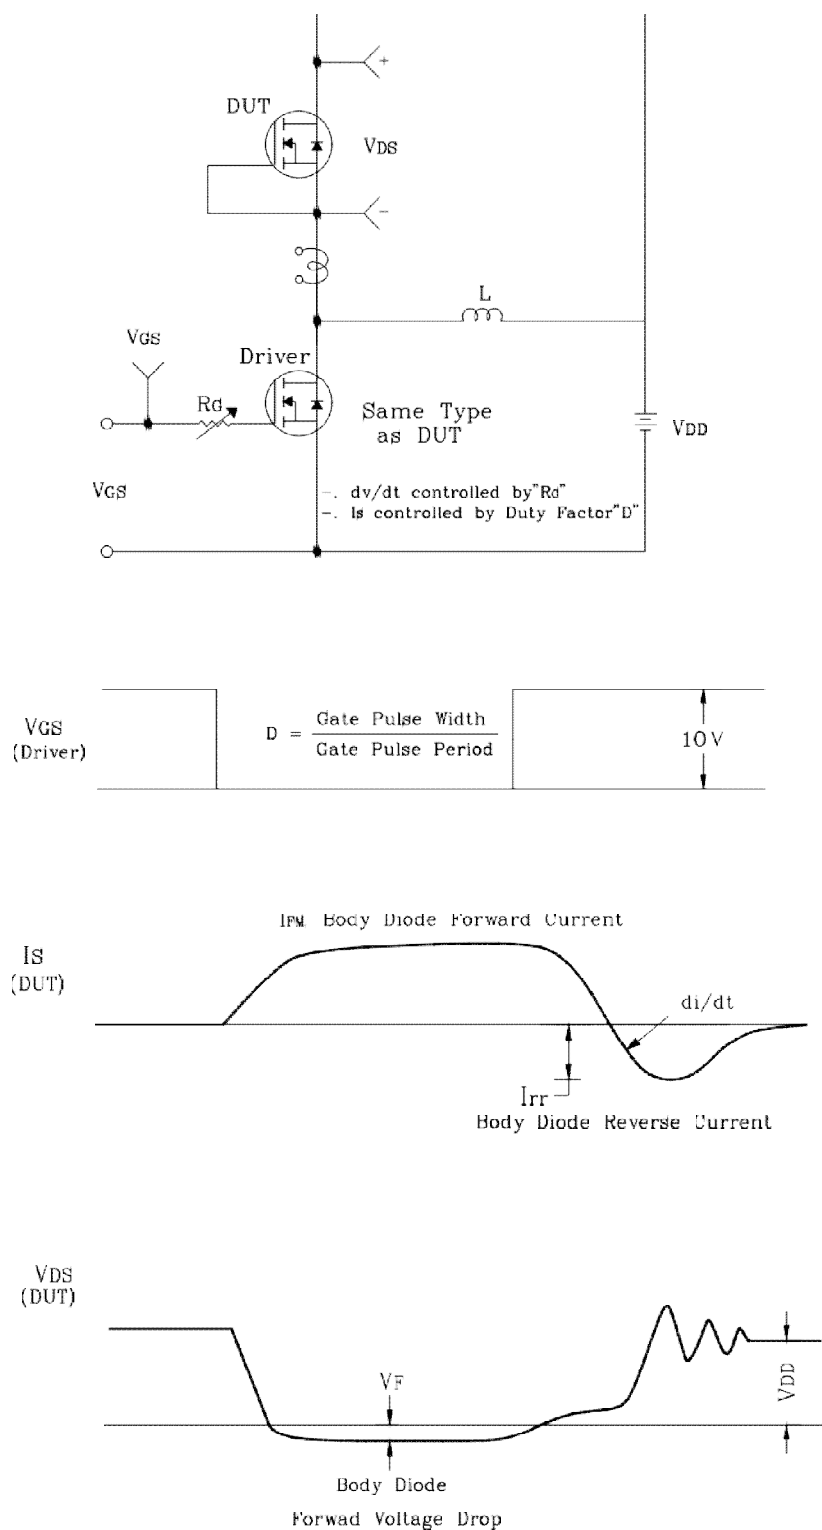 +
DUT
VDS
-
L
VGS
Driver
RG
Same Type
as DUT
VDD
VGS
-. dv/dt controlled by"RG"
-. Is controlled by Duty Factor"D"
VGS
(Driver)
D = Gate Pulse Width
Gate Pulse Period
10V
IFM, Body Diode Forward Current
IS
(DUT)
di/dt
Irr
Body Diode Reverse Current
VDS
(DUT)
VF
VDD
Body Diode
Forwad Voltage Drop